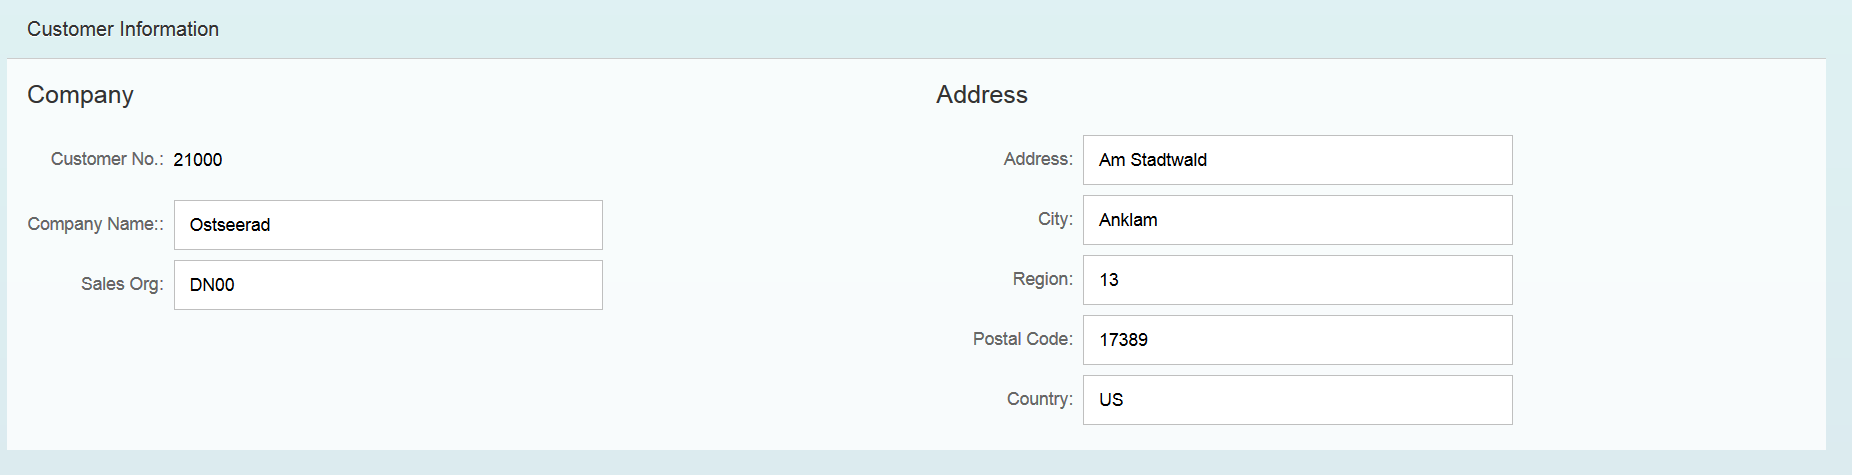 Customer Information
Company
Customer No.: 21000
Company Name:: Ostseerad
Sales Org: DN00
Address
Address: Am Stadtwald
City: Anklam
Region: 13
Postal Code: 17389
Country: US